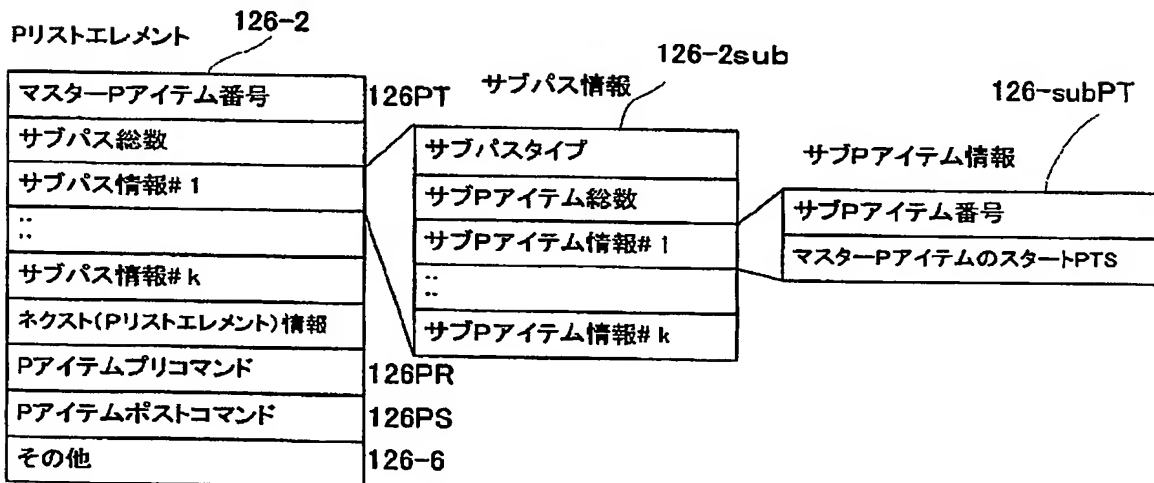 Pリストエレメント
126-2
マスターPアイテム番号
126PT
サブパス総数
サブパス情報#1
::
サブパス情報#k
ネクスト(Pリストエレメント)情報
Pアイテムプリコマンド
126PR
Pアイテムポストコマンド
126PS
その他
126-6
サブパス情報
126-2sub
サブパスタイプ
サブPアイテム総数
サブPアイテム情報#1
::
サブPアイテム情報#k
126-subPT
サブPアイテム情報
サブPアイテム番号
マスターPアイテムのスタートPTS